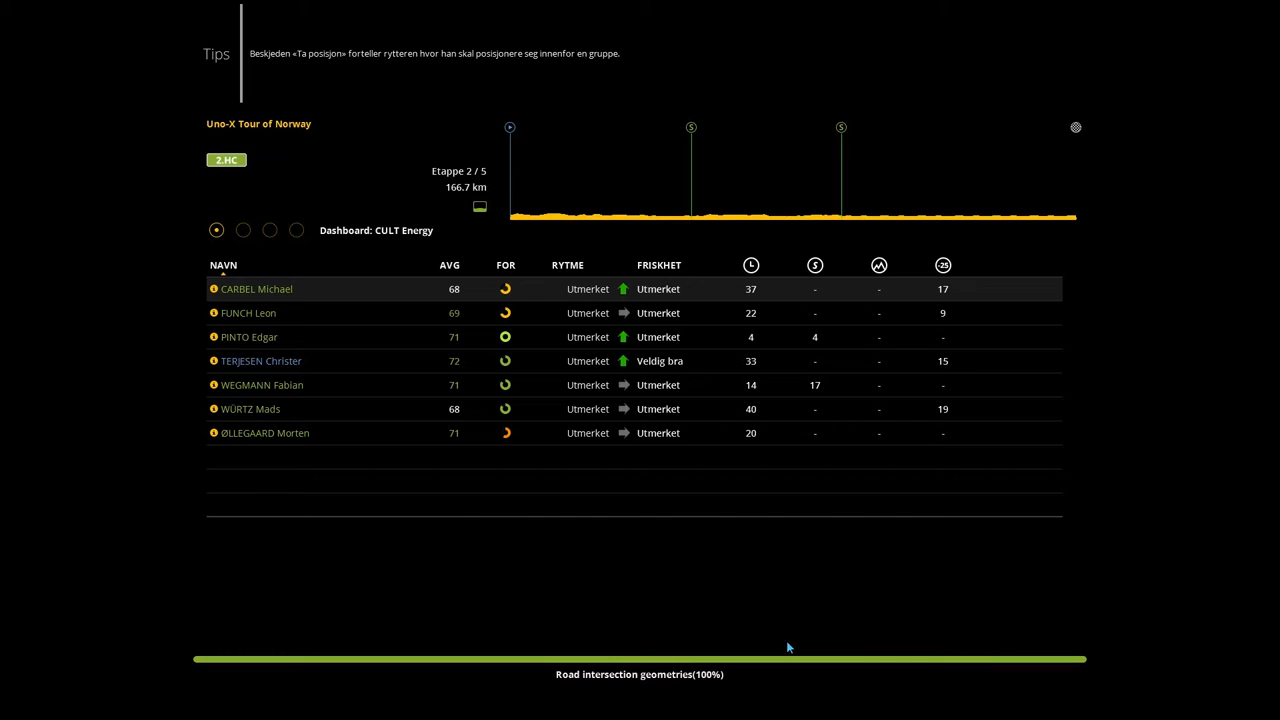 Tips
Beskjeden «Ta posisjon» forteller rytteren hvor han skal posisjonere seg innenfor en gruppe.
Uno-X Tour of Norway
2.HC
Etappe 2 / 5
166.7 km
S
S
Dashboard: CULT Energy
NAVN AVG FOR RYTME FRISKHET S -25
CARBEL Michael 68 Utmerket Utmerket 37 - - 17
FUNCH Leon 69 Utmerket Utmerket 22 - - 9
PINTO Edgar 71 Utmerket Utmerket 4 4 - -
TERJESEN Christer 72 Utmerket Veldig bra 33 - - 15
WEGMANN Fabian 71 Utmerket Utmerket 14 17 - -
WÜRTZ Mads 68 Utmerket Utmerket 40 - - 19
ØLLEGAARD Morten 71 Utmerket Utmerket 20 - - -
Road intersection geometries(100%)